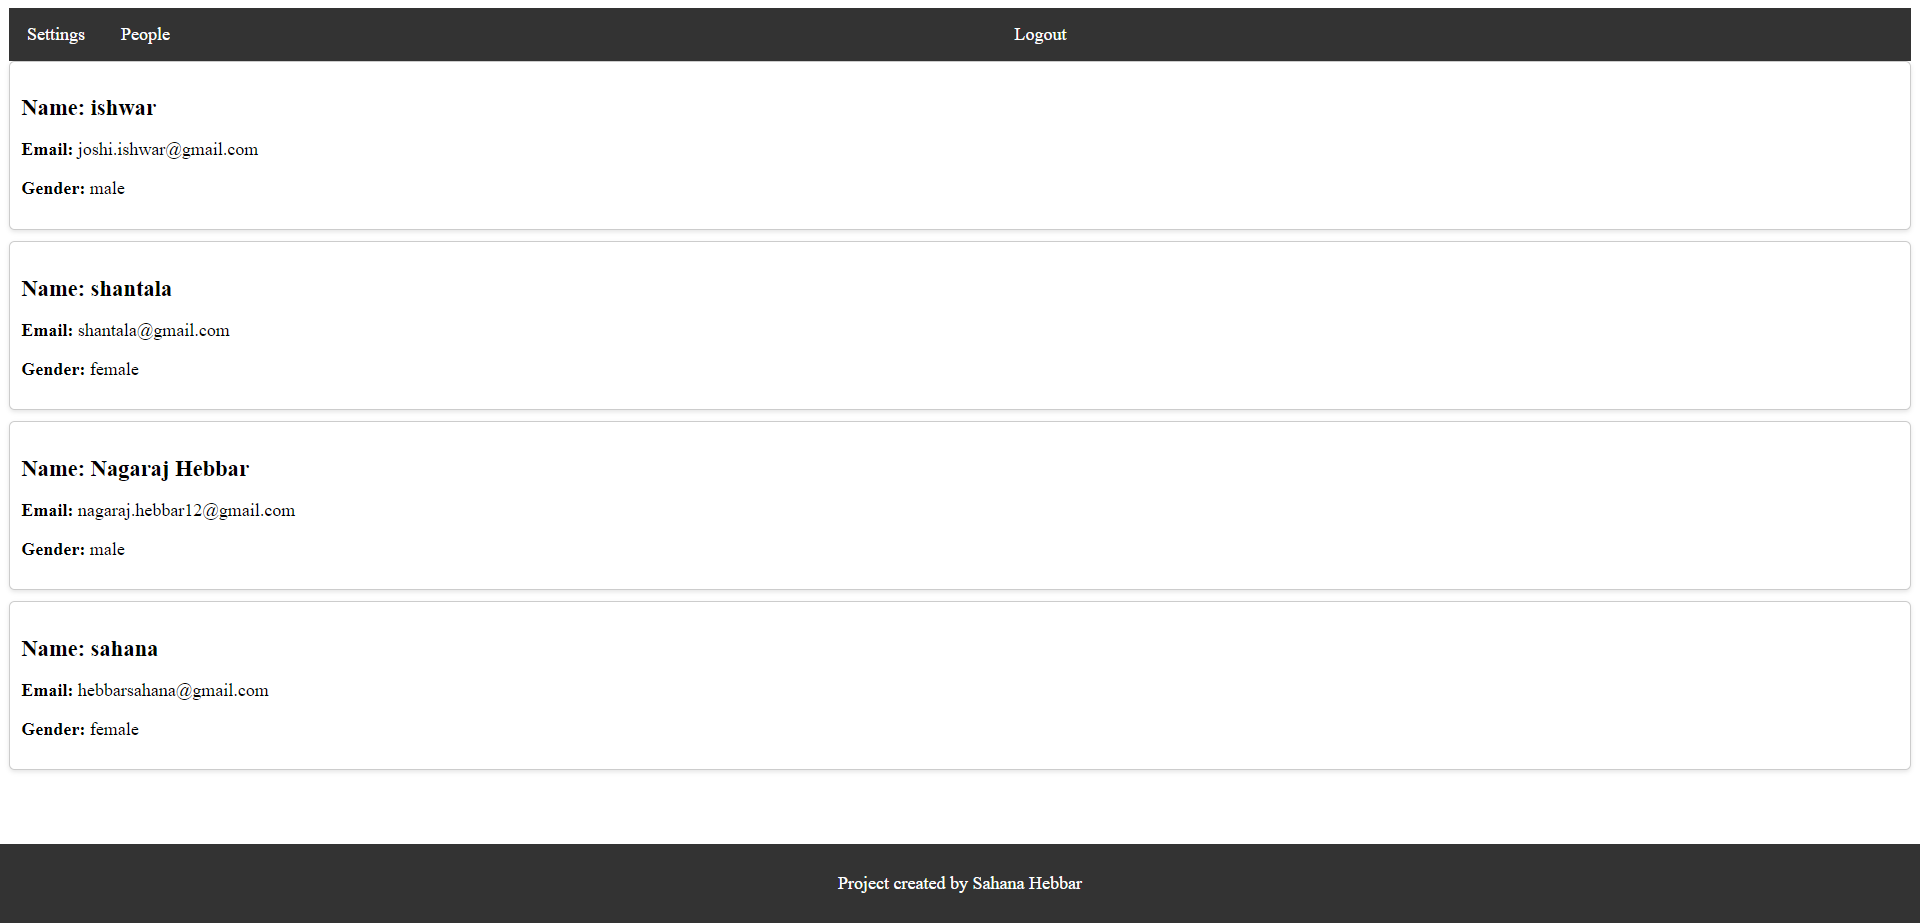 Settings People Logout
Name: ishwar
Email: joshi.ishwar@gmail.com
Gender: male
Name: shantala
Email: shantala@gmail.com
Gender: female
Name: Nagaraj Hebbar
Email: nagaraj.hebbar12@gmail.com
Gender: male
Name: sahana
Email: hebbarsahana@gmail.com
Gender: female
Project created by Sahana Hebbar